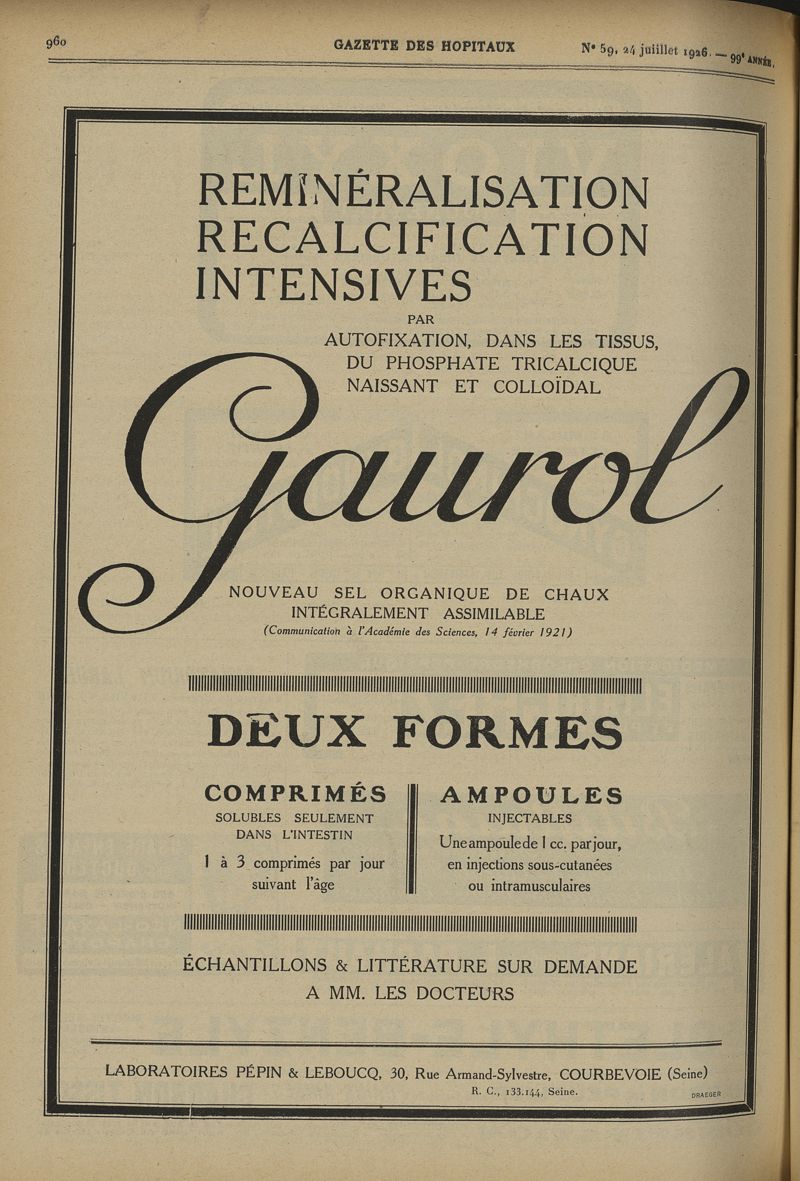 960
GAZETTE DES HOPITAUX
N° 59, 24 juiillet 1926. — 99e ANNÉE.
REMINÉRALISATION
RECALCIFICATION
INTENSIVES
PAR
AUTOFIXATION, DANS LES TISSUS,
DU PHOSPHATE TRICALCIQUE
NAISSANT ET COLLOÏDAL
Gaurol
NOUVEAU SEL ORGANIQUE DE CHAUX
INTÉGRALEMENT ASSIMILABLE
(Communication à l'Académie des Sciences, 14 février 1921)
DEUX FORMES
COMPRIMÉS
SOLUBLES SEULEMENT
DANS L'INTESTIN
1 à 3 comprimés par jour
suivant l'âge
AMPOULES
INJECTABLES
Une ampoule de 1 cc. par jour,
en injections sous-cutanées
ou intramusculaires
ÉCHANTILLONS & LITTÉRATURE SUR DEMANDE
A MM. LES DOCTEURS
LABORATOIRES PÉPIN & LEBOUCQ, 30, Rue Armand-Sylvestre, COURBEVOIE (Seine)
R. C., 133.144, Seine.
DRAEGER